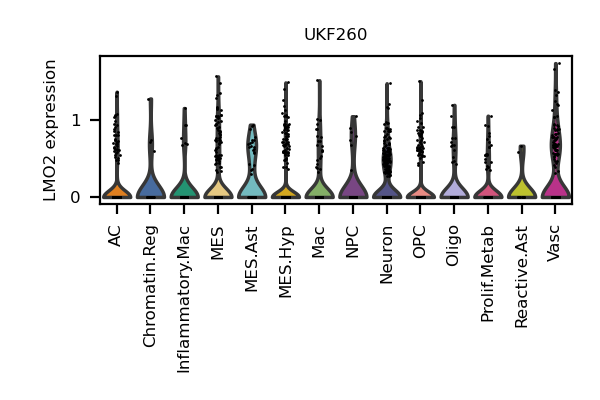 UKF260
LMO2 expression
1
0
AC
Chromatin.Reg
Inflammatory.Mac
MES
MES.Ast
MES.Hyp
Mac
NPC
Neuron
OPC
Oligo
Prolif.Metab
Reactive.Ast
Vasc